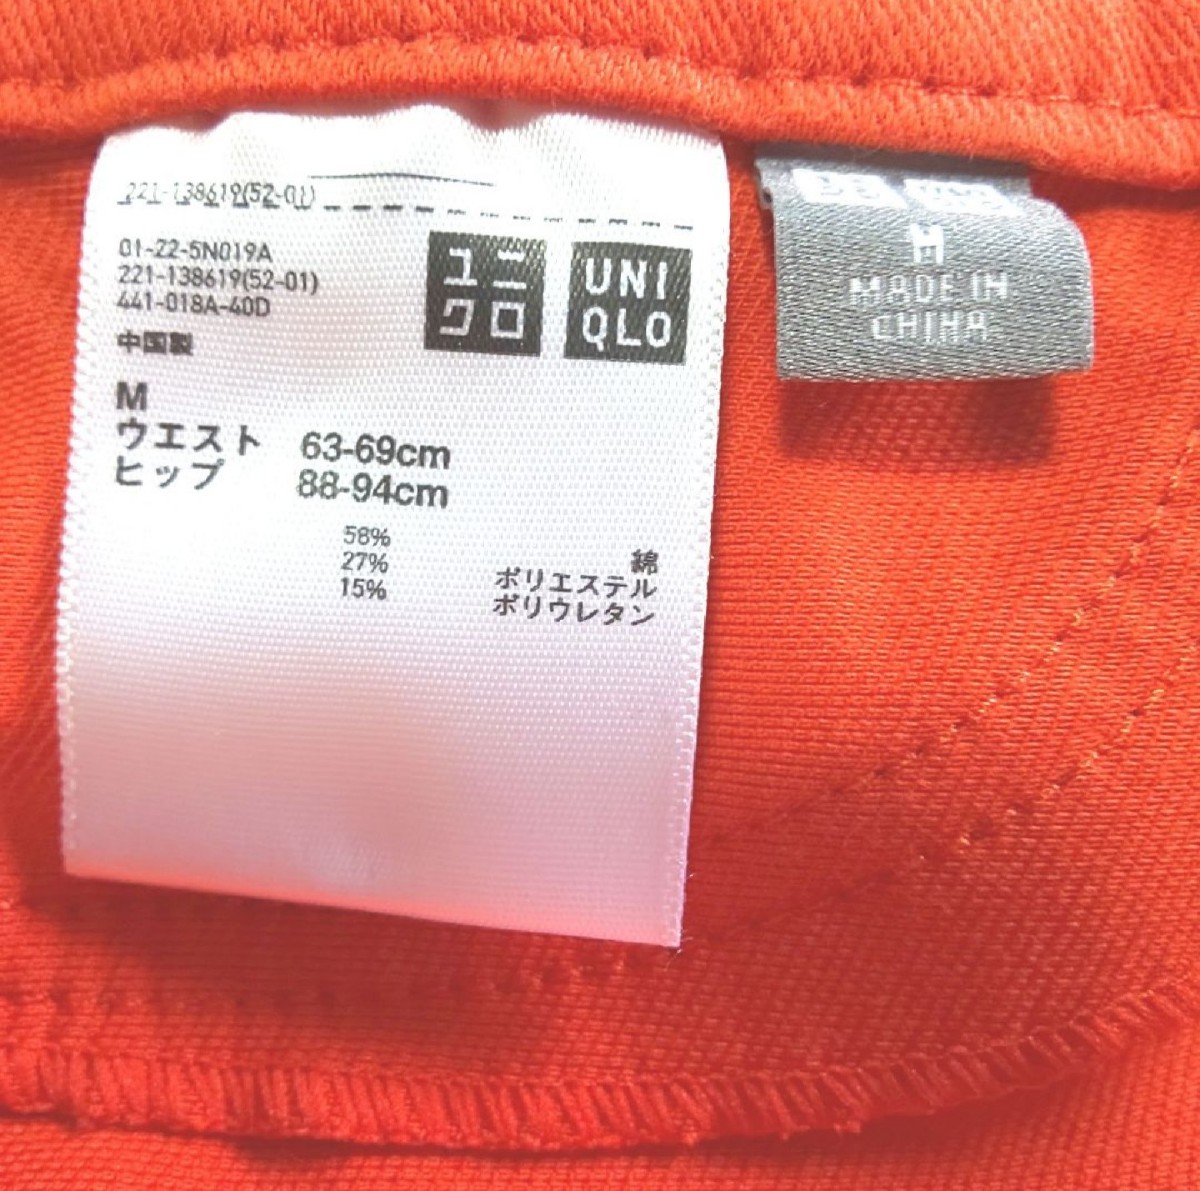 221-138619(52-01)
01-22-5N019A
221-138619(52-01)
441-018A-40D
中国製
ユニ
クロ
UNI
QLO
M
ウエスト 63-69cm
ヒップ 88-94cm
58% 綿
27% ポリエステル
15% ポリウレタン
M
MADE IN
CHINA